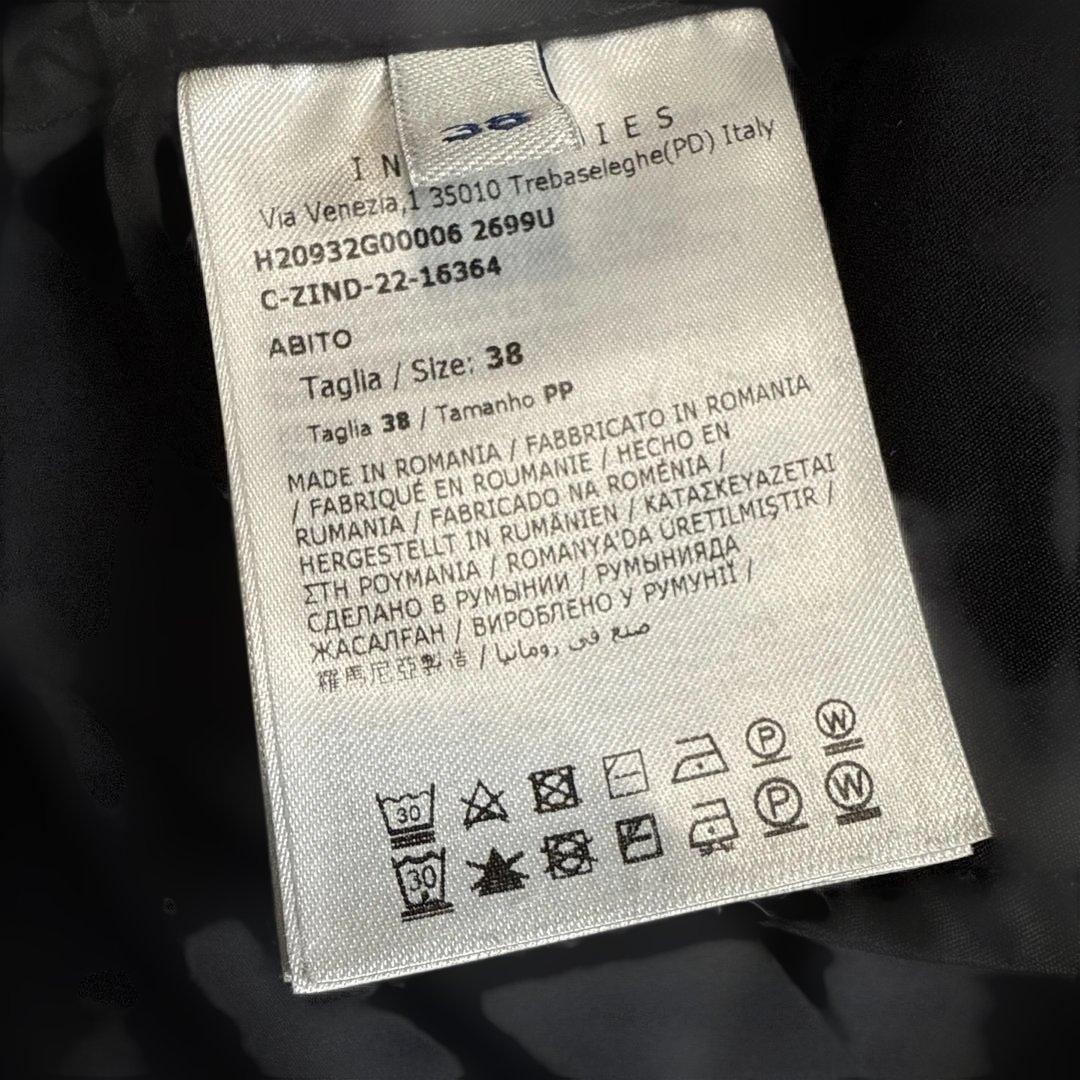 38
IN IES
Via Venezia,1 35010 Trebaseleghe(PD) Italy
H20932G00006 2699U
C-ZIND-22-16364
ABITO
Taglia / Size: 38
Taglia 38 / Tamanho PP
MADE IN ROMANIA / FABBRICATO IN ROMANIA
/ FABRIQUÉ EN ROUMANIE / HECHO EN
RUMANIA / FABRICADO NA ROMÉNIA /
HERGESTELLT IN RUMÄNIEN / ΚΑΤΑΣΚΕΥΑΖΕΤΑΙ
ΣΤΗ ΡΟΥΜΑΝΙΑ / ROMANYA'DA ÜRETILMIŞTIR /
СДЕЛАНО В РУМЫНИИ / РУМЫНИЯДА
ЖАСАЛҒАН / ВИРОБЛЕНО У РУМУНІЇ /
羅馬尼亞製造 / صنع في رومانيا
30 P W
30 P W